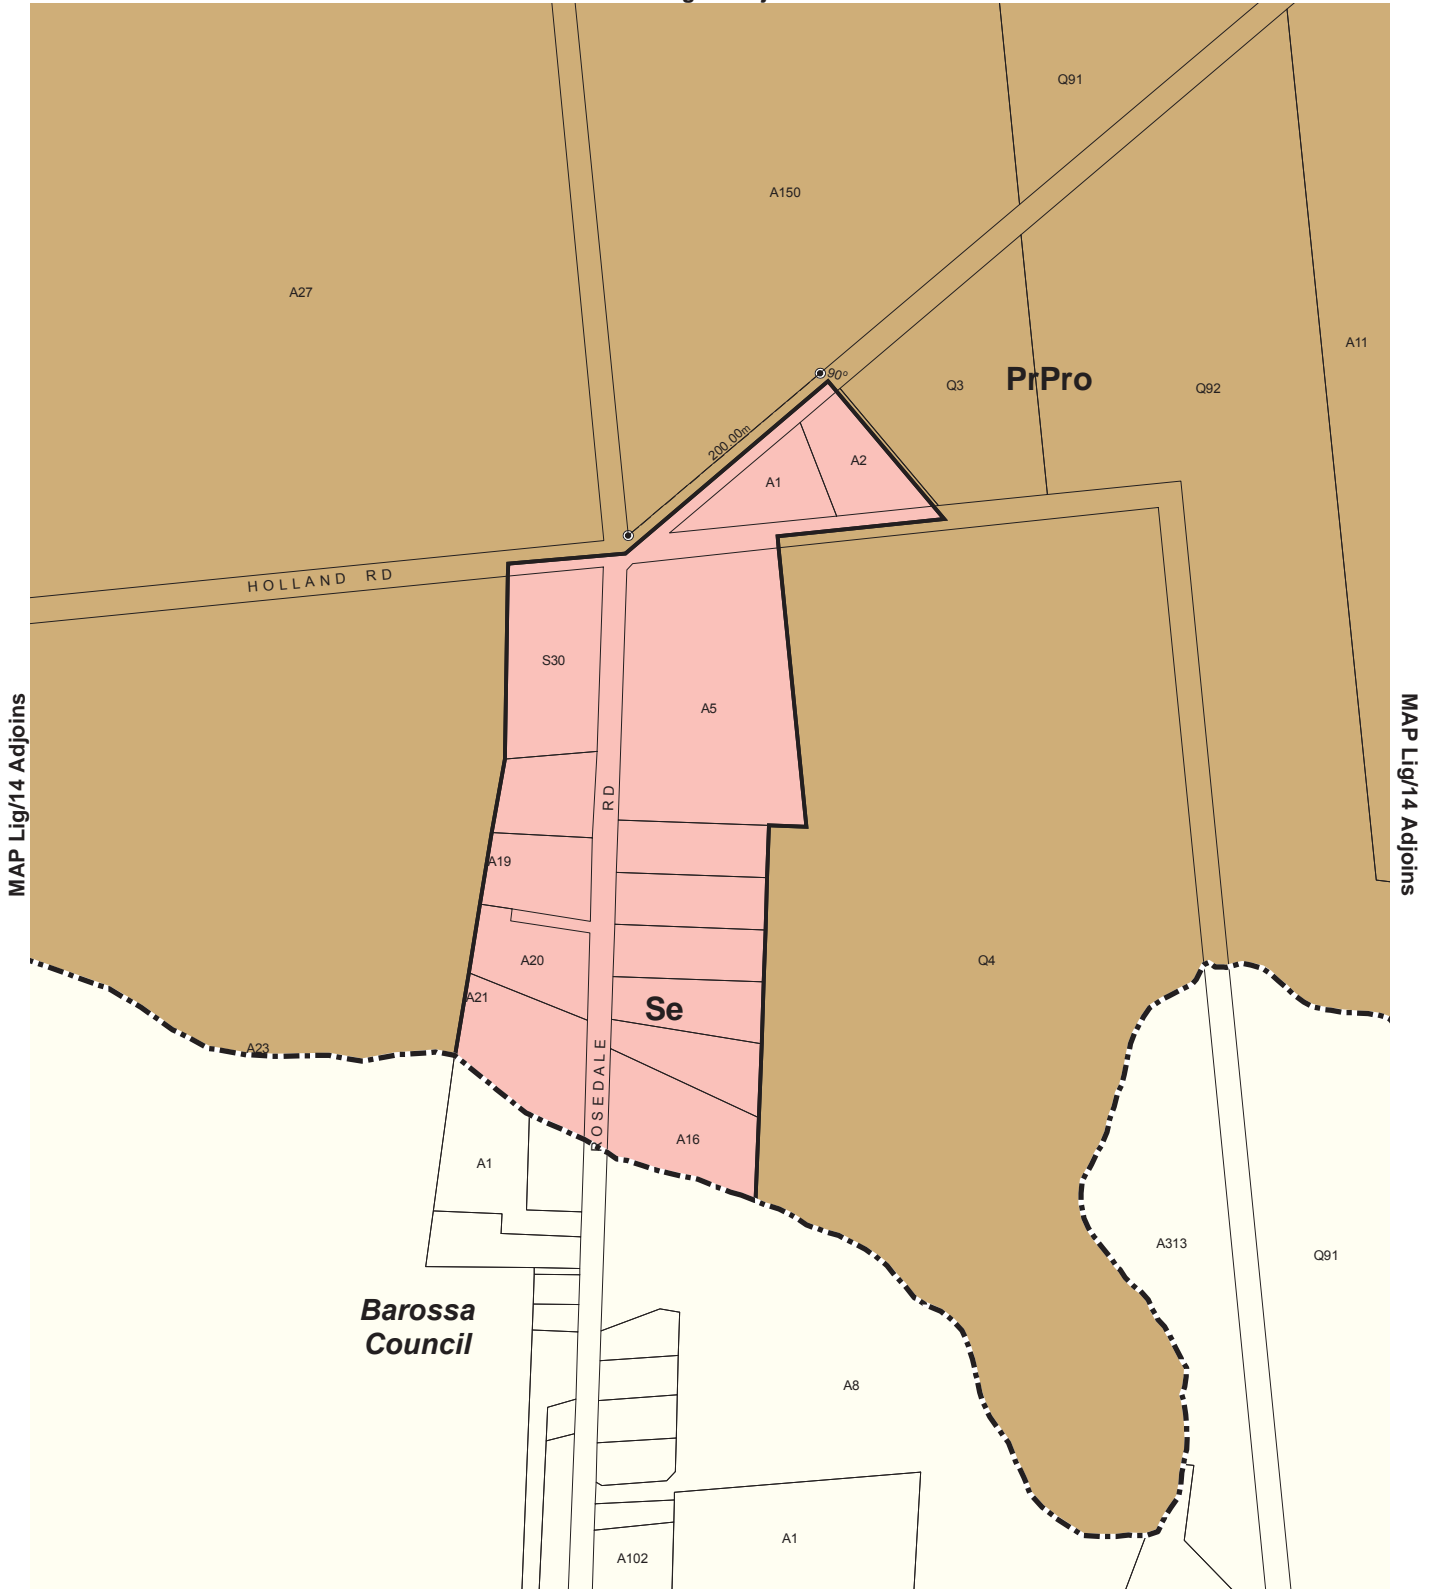 Q91
A150
A27
A11
90°
Q3
PrPro
Q92
200.00m
A2
A1
HOLLAND RD
S30
A5
MAP Lig/14 Adjoins
MAP Lig/14 Adjoins
RD
A19
A20
Q4
A21
Se
A23
ROSEDALE
A16
A1
A313
Q91
Barossa
Council
A8
A1
A102